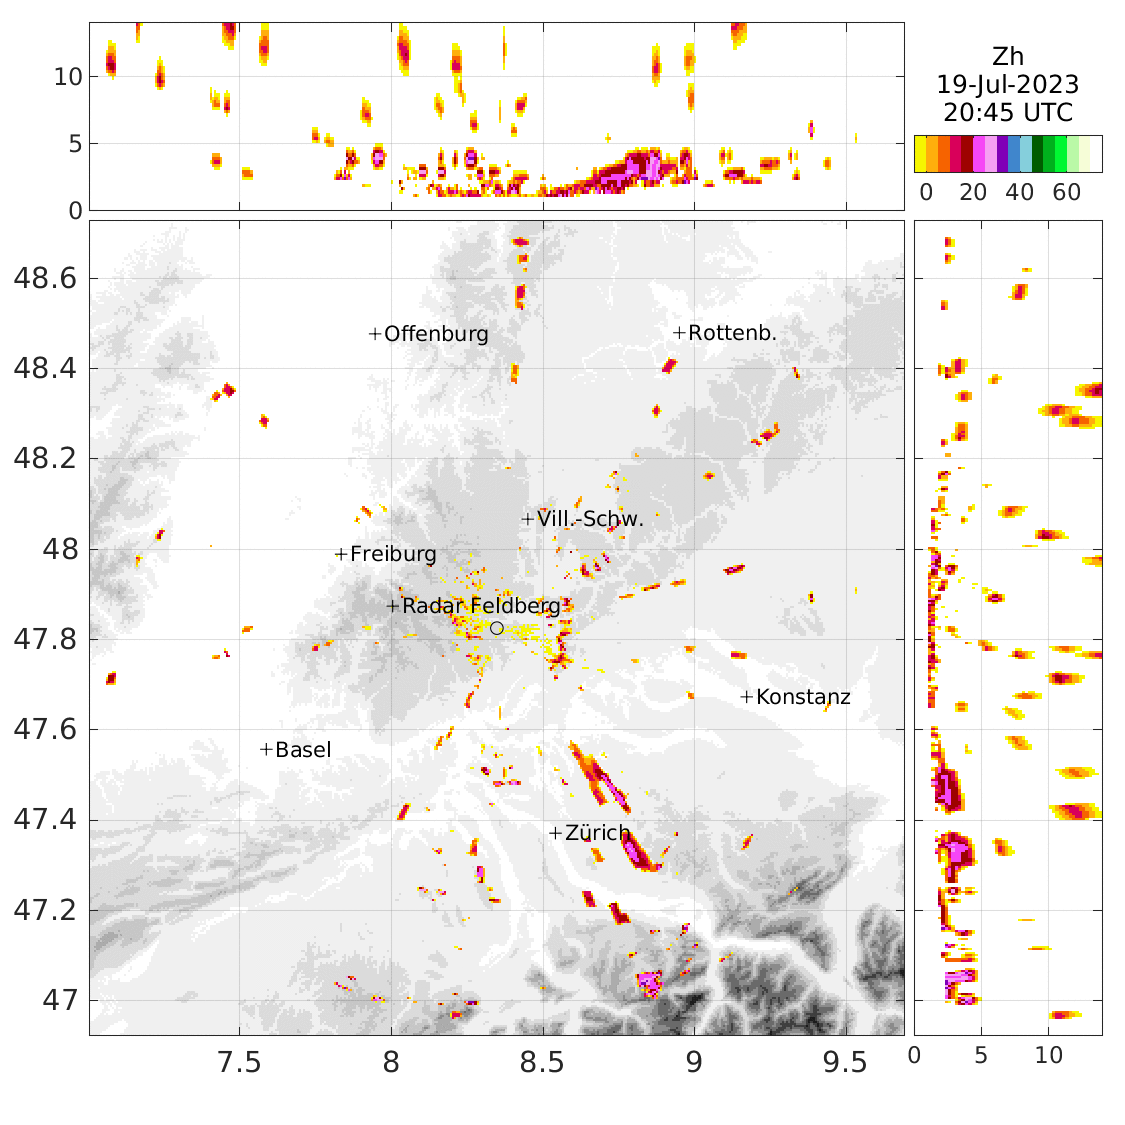 10
5
0
Zh
19-Jul-2023
20:45 UTC
0 20 40 60
48.6
48.4
48.2
48
47.8
47.6
47.4
47.2
47
+Offenburg
+Rottenb.
+Vill.-Schw.
+Freiburg
+Radar Feldberg
+Konstanz
+Basel
+Zürich
7.5 8 8.5 9 9.5
0 5 10